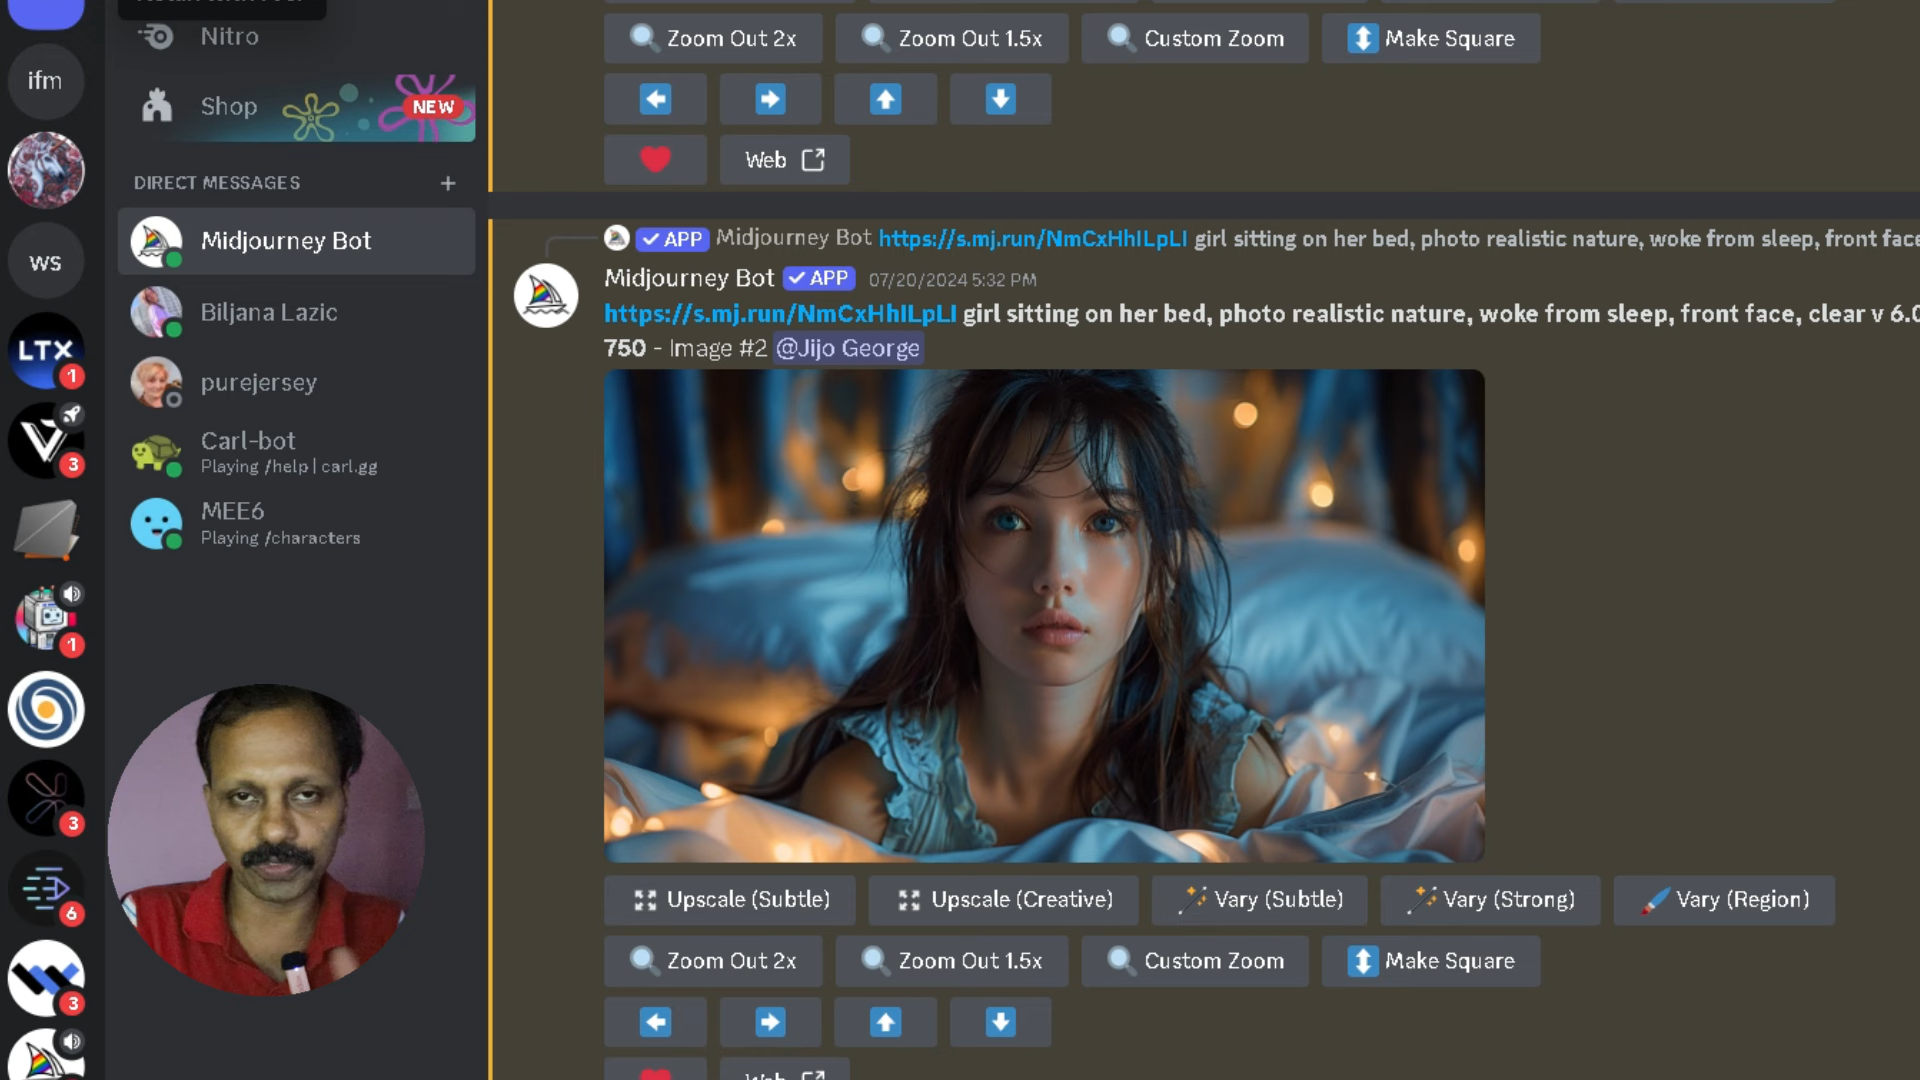 Nitro
ifm
Shop
NEW
DIRECT MESSAGES
Midjourney Bot
ws
Biljana Lazic
LTX
1
purejersey
Carl-bot
Playing /help | carl.gg
3
MEE6
Playing /characters
1
3
6
3
Zoom Out 2x
Zoom Out 1.5x
Custom Zoom
Make Square
Web
APP Midjourney Bot https://s.mj.run/NmCxHhILpLI girl sitting on her bed, photo realistic nature, woke from sleep, front face
Midjourney Bot APP 07/20/2024 5:32 PM
https://s.mj.run/NmCxHhILpLI girl sitting on her bed, photo realistic nature, woke from sleep, front face, clear v 6.0
750 - Image #2 @Jijo George
Upscale (Subtle)
Upscale (Creative)
Vary (Subtle)
Vary (Strong)
Vary (Region)
Zoom Out 2x
Zoom Out 1.5x
Custom Zoom
Make Square
Web